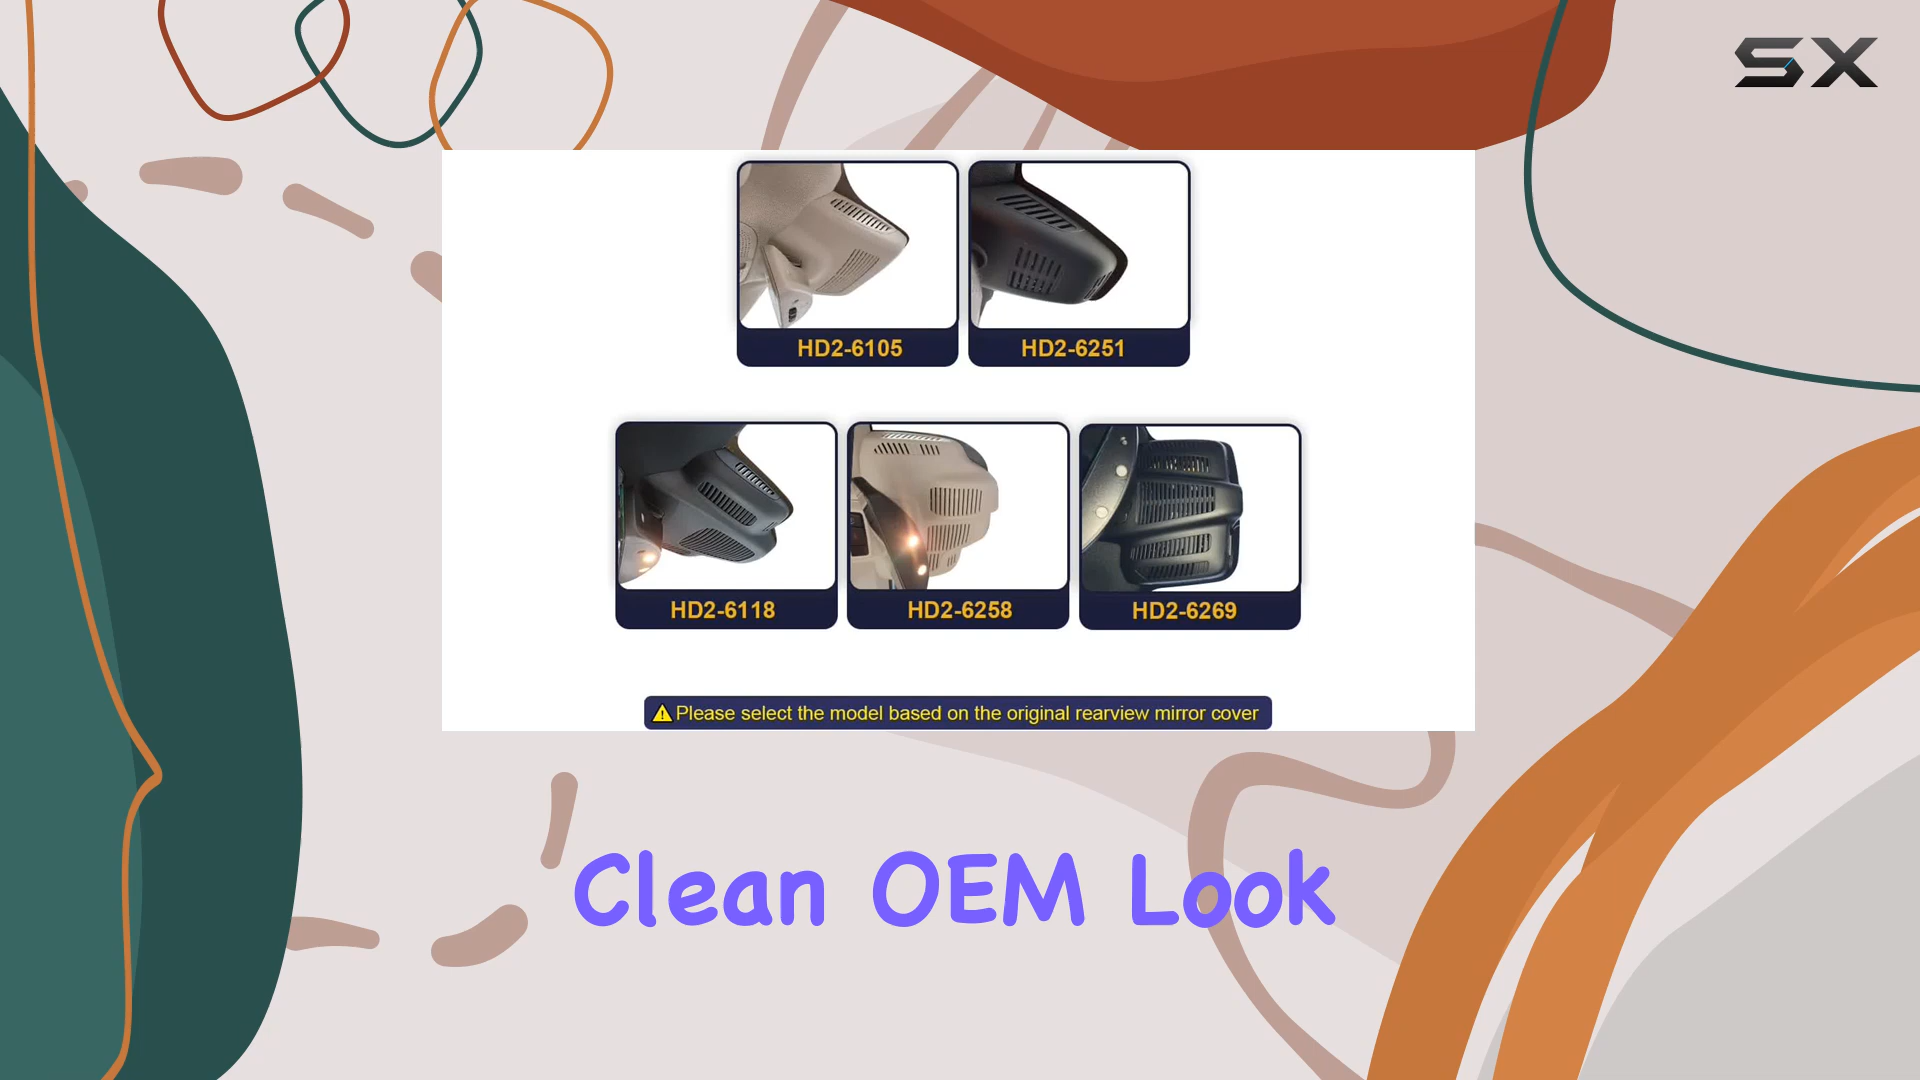 SX
HD2-6105 HD2-6251
HD2-6118 HD2-6258 HD2-6269
Please select the model based on the original rearview mirror cover
Clean OEM Look